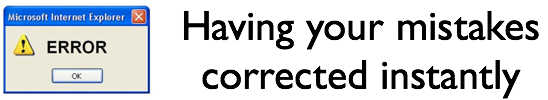 Microsoft Internet Explorer
ERROR
OK
Having your mistakes
corrected instantly